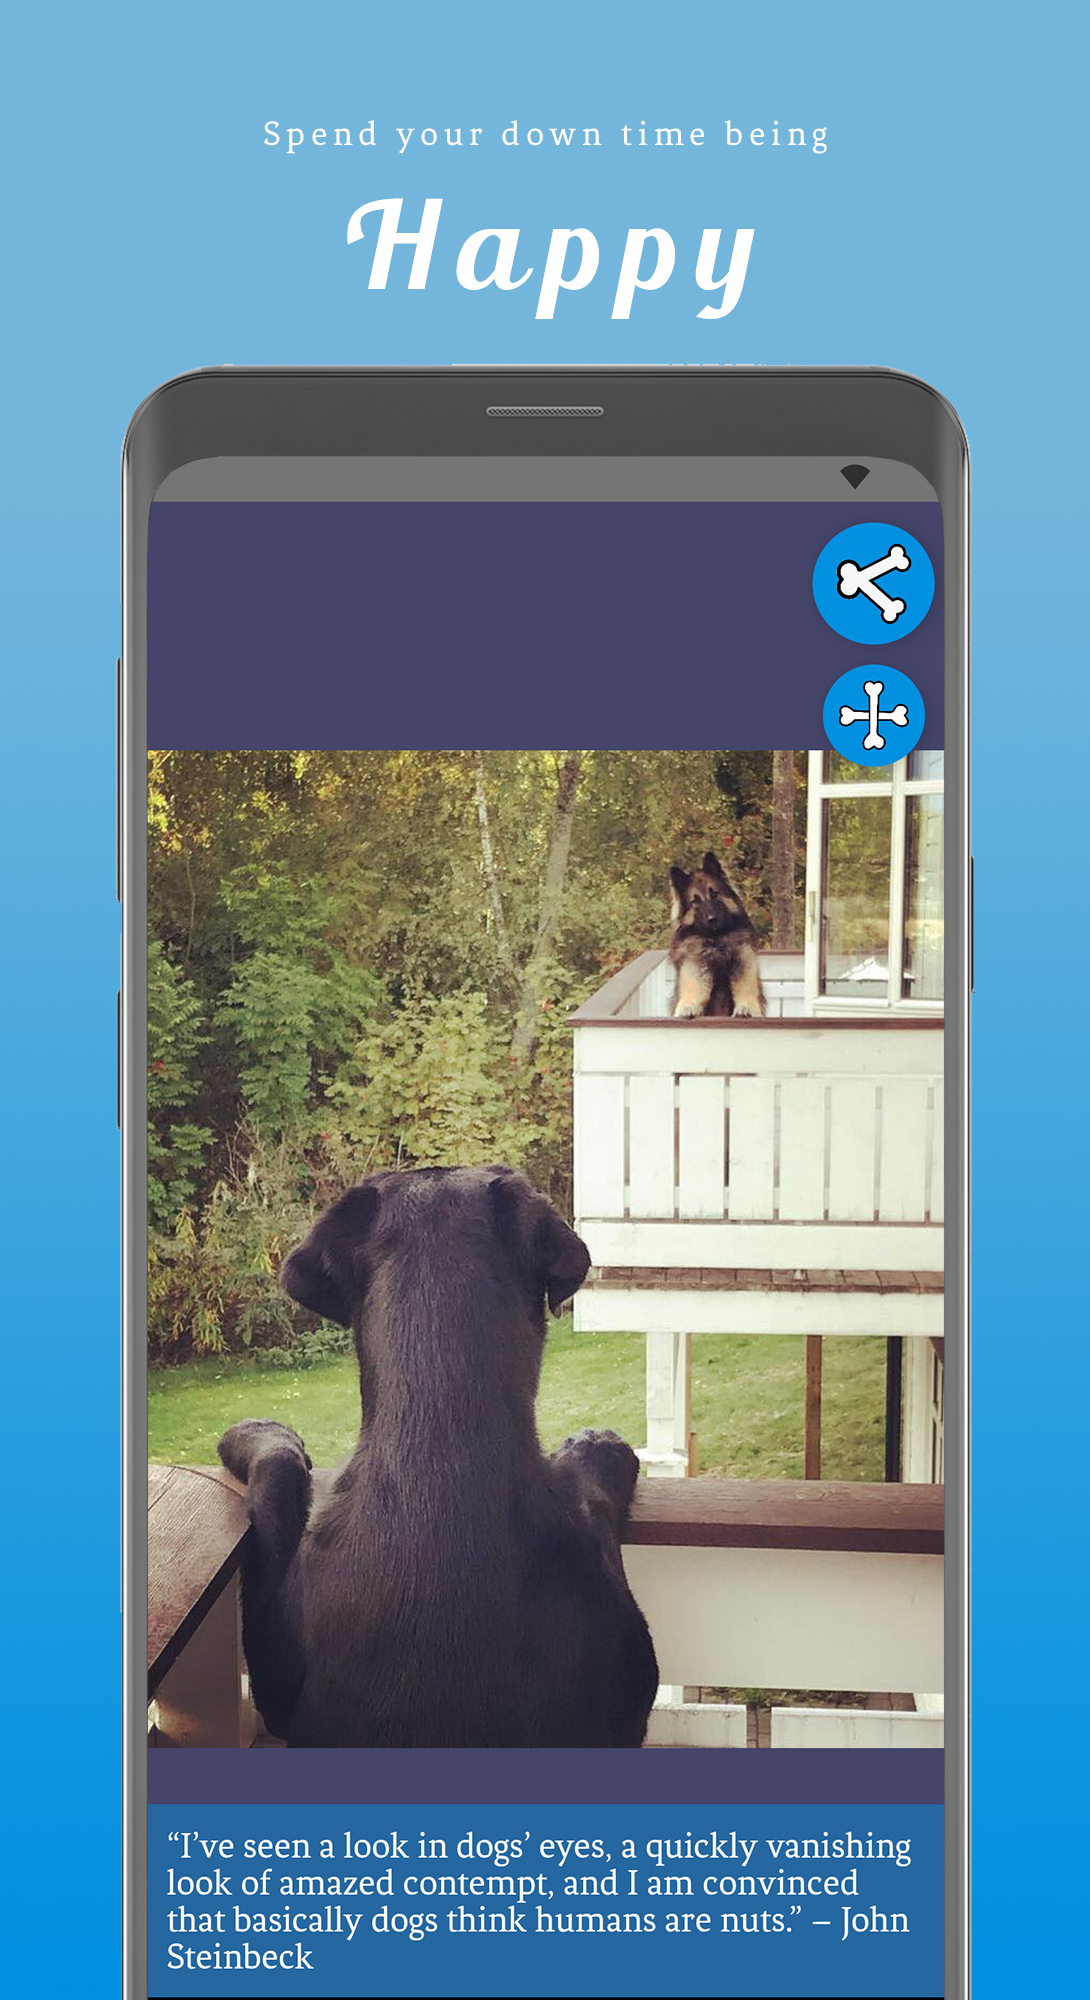 Spend your down time being
Happy
“I’ve seen a look in dogs’ eyes, a quickly vanishing
look of amazed contempt, and I am convinced
that basically dogs think humans are nuts.” – John
Steinbeck